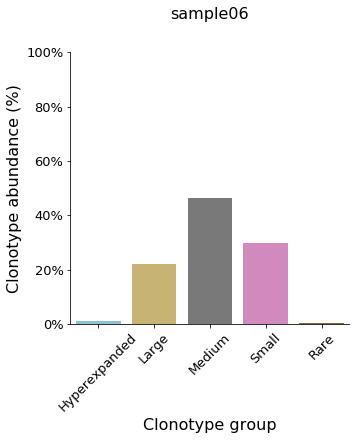 sample06
Clonotype abundance (%)
100%
80%
60%
40%
20%
0%
Hyperexpanded
Large
Medium
Small
Rare
Clonotype group